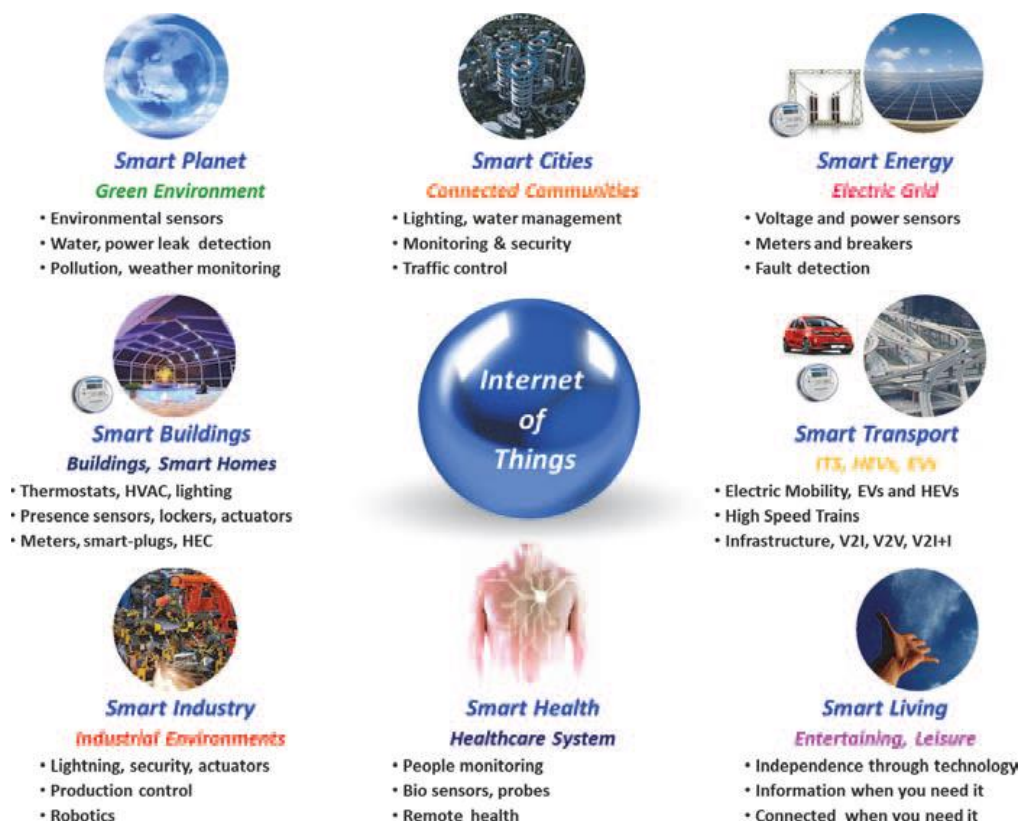 Smart Planet
Green Environment
• Environmental sensors
• Water, power leak detection
• Pollution, weather monitoring
Smart Cities
Connected Communities
• Lighting, water management
• Monitoring & security
• Traffic control
Smart Energy
Electric Grid
• Voltage and power sensors
• Meters and breakers
• Fault detection
Smart Buildings
Buildings, Smart Homes
• Thermostats, HVAC, lighting
• Presence sensors, lockers, actuators
• Meters, smart-plugs, HEC
Internet
of
Things
Smart Transport
ITS, HEVs, EVs
• Electric Mobility, EVs and HEVs
• High Speed Trains
• Infrastructure, V2I, V2V, V2I+I
Smart Industry
Industrial Environments
• Lightning, security, actuators
• Production control
• Robotics
Smart Health
Healthcare System
• People monitoring
• Bio sensors, probes
• Remote health
Smart Living
Entertaining, Leisure
• Independence through technology
• Information when you need it
• Connected when you need it